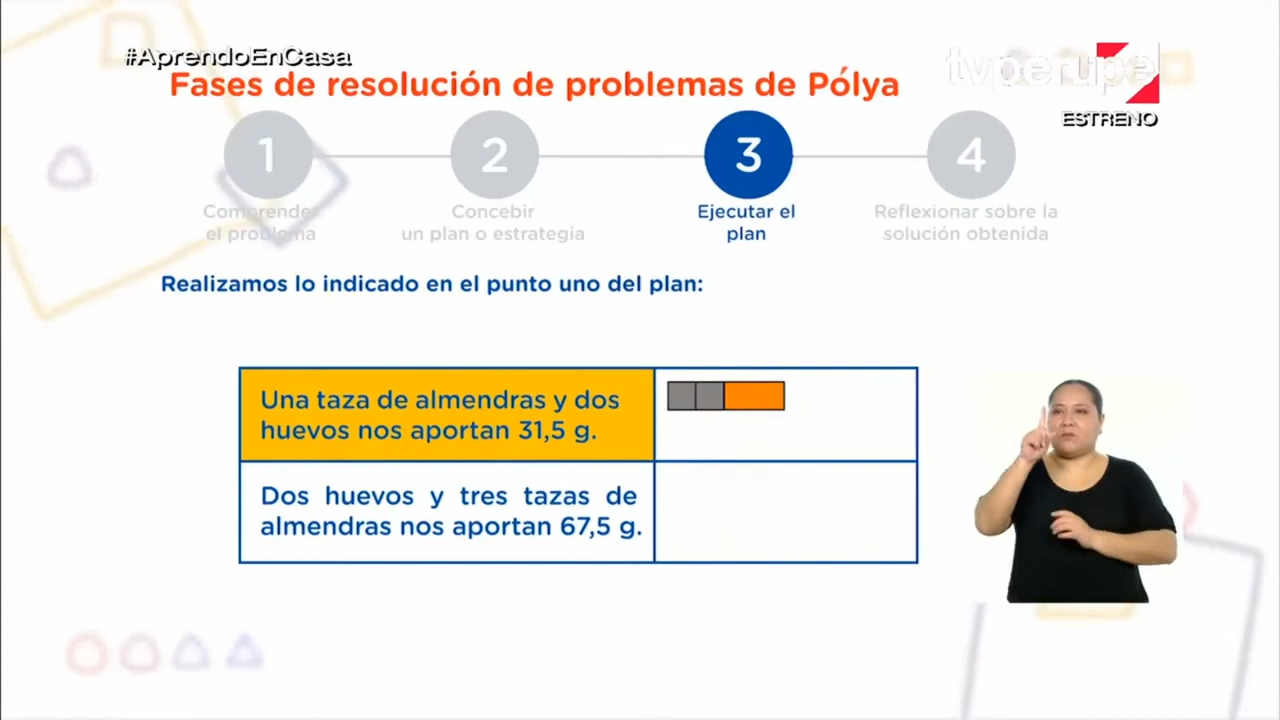 #AprendoEnCasa
tvperupe
ESTRENO
Fases de resolución de problemas de Pólya
1
2
3
4
Comprender
el problema
Concebir
un plan o estrategia
Ejecutar el
plan
Reflexionar sobre la
solución obtenida
Realizamos lo indicado en el punto uno del plan:
Una taza de almendras y dos
huevos nos aportan 31,5 g.
Dos huevos y tres tazas de
almendras nos aportan 67,5 g.